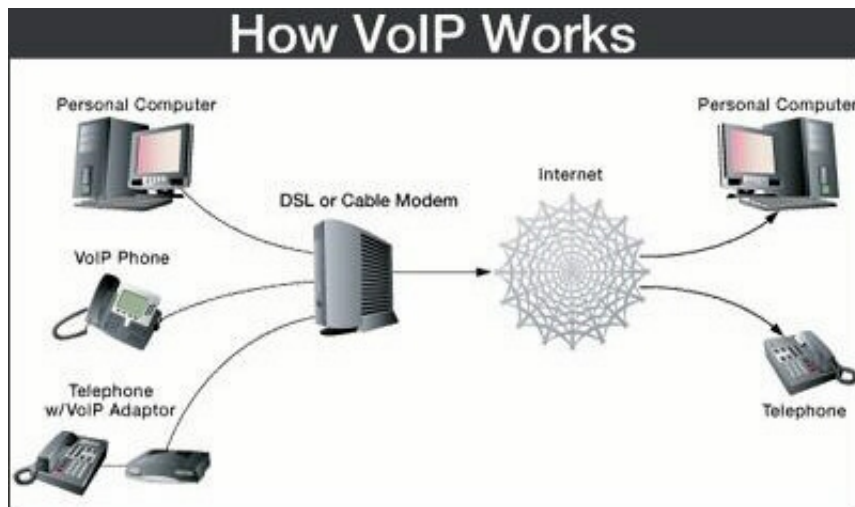 How VoIP Works
Personal Computer
Personal Computer
Internet
DSL or Cable Modem
VoIP Phone
Telephone
w/VoIP Adaptor
Telephone